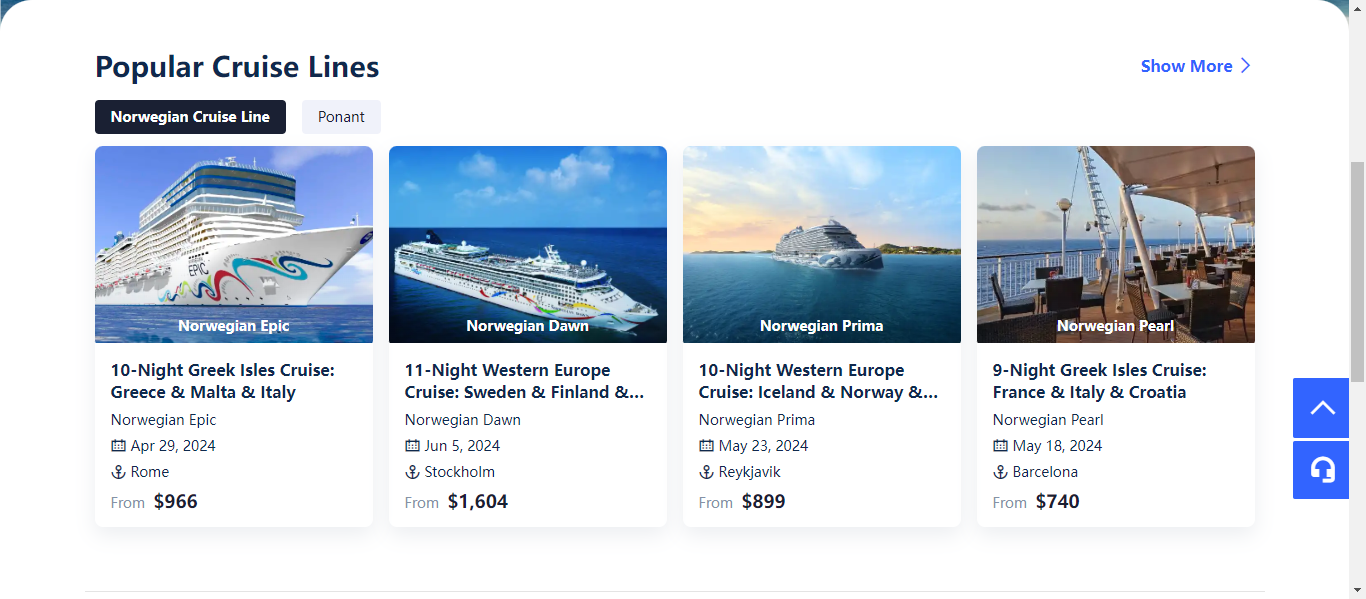 Popular Cruise Lines
Show More
Norwegian Cruise Line
Ponant
EPIC
Norwegian Epic
Norwegian Dawn
Norwegian Prima
Norwegian Pearl
10-Night Greek Isles Cruise:
Greece & Malta & Italy
Norwegian Epic
Apr 29, 2024
Rome
From $966
11-Night Western Europe
Cruise: Sweden & Finland &...
Norwegian Dawn
Jun 5, 2024
Stockholm
From $1,604
10-Night Western Europe
Cruise: Iceland & Norway &...
Norwegian Prima
May 23, 2024
Reykjavik
From $899
9-Night Greek Isles Cruise:
France & Italy & Croatia
Norwegian Pearl
May 18, 2024
Barcelona
From $740